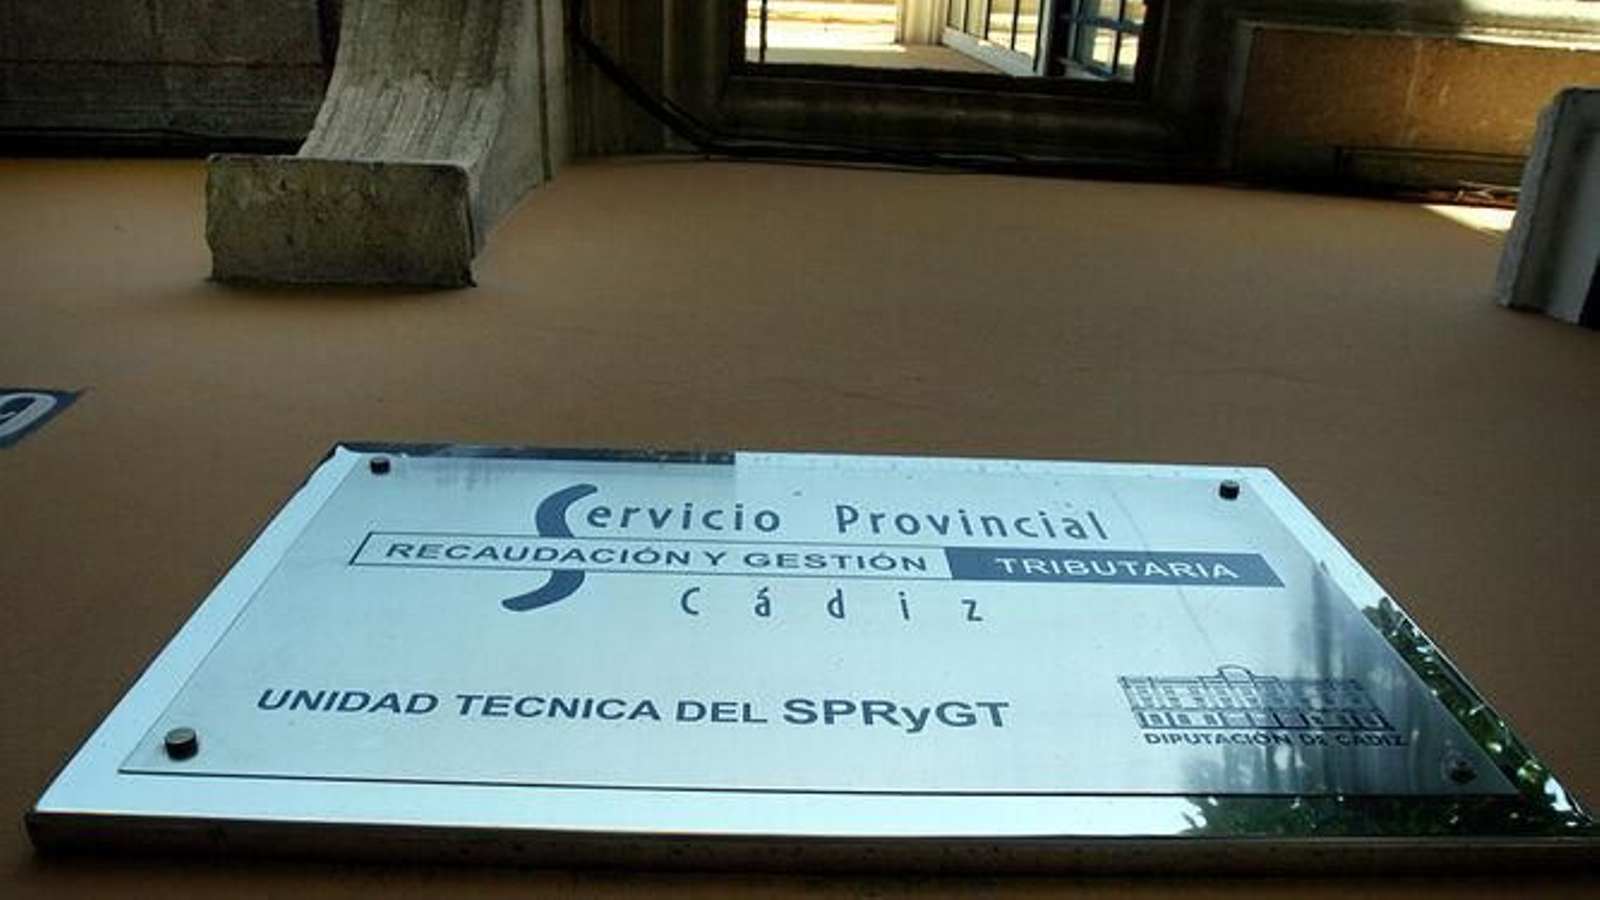 Servicio Provincial
RECAUDACIÓN Y GESTIÓN TRIBUTARIA
Cádiz
UNIDAD TECNICA DEL SPRyGT
DIPUTACIÓN DE CÁDIZ